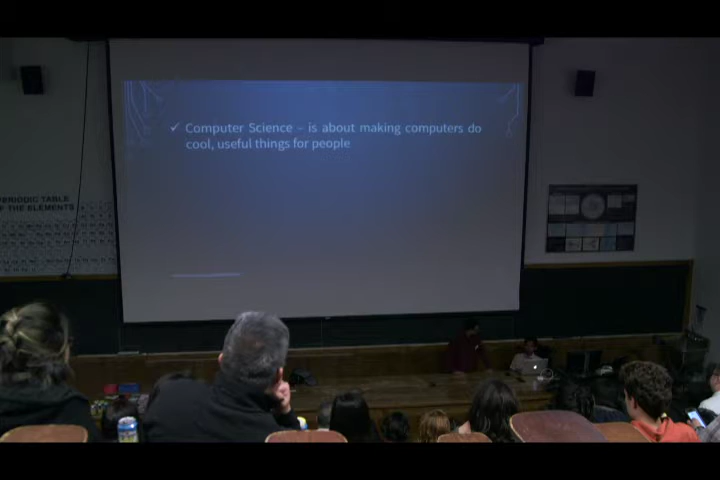 ✓ Computer Science – is about making computers do
cool, useful things for people
PERIODIC TABLE
OF THE ELEMENTS